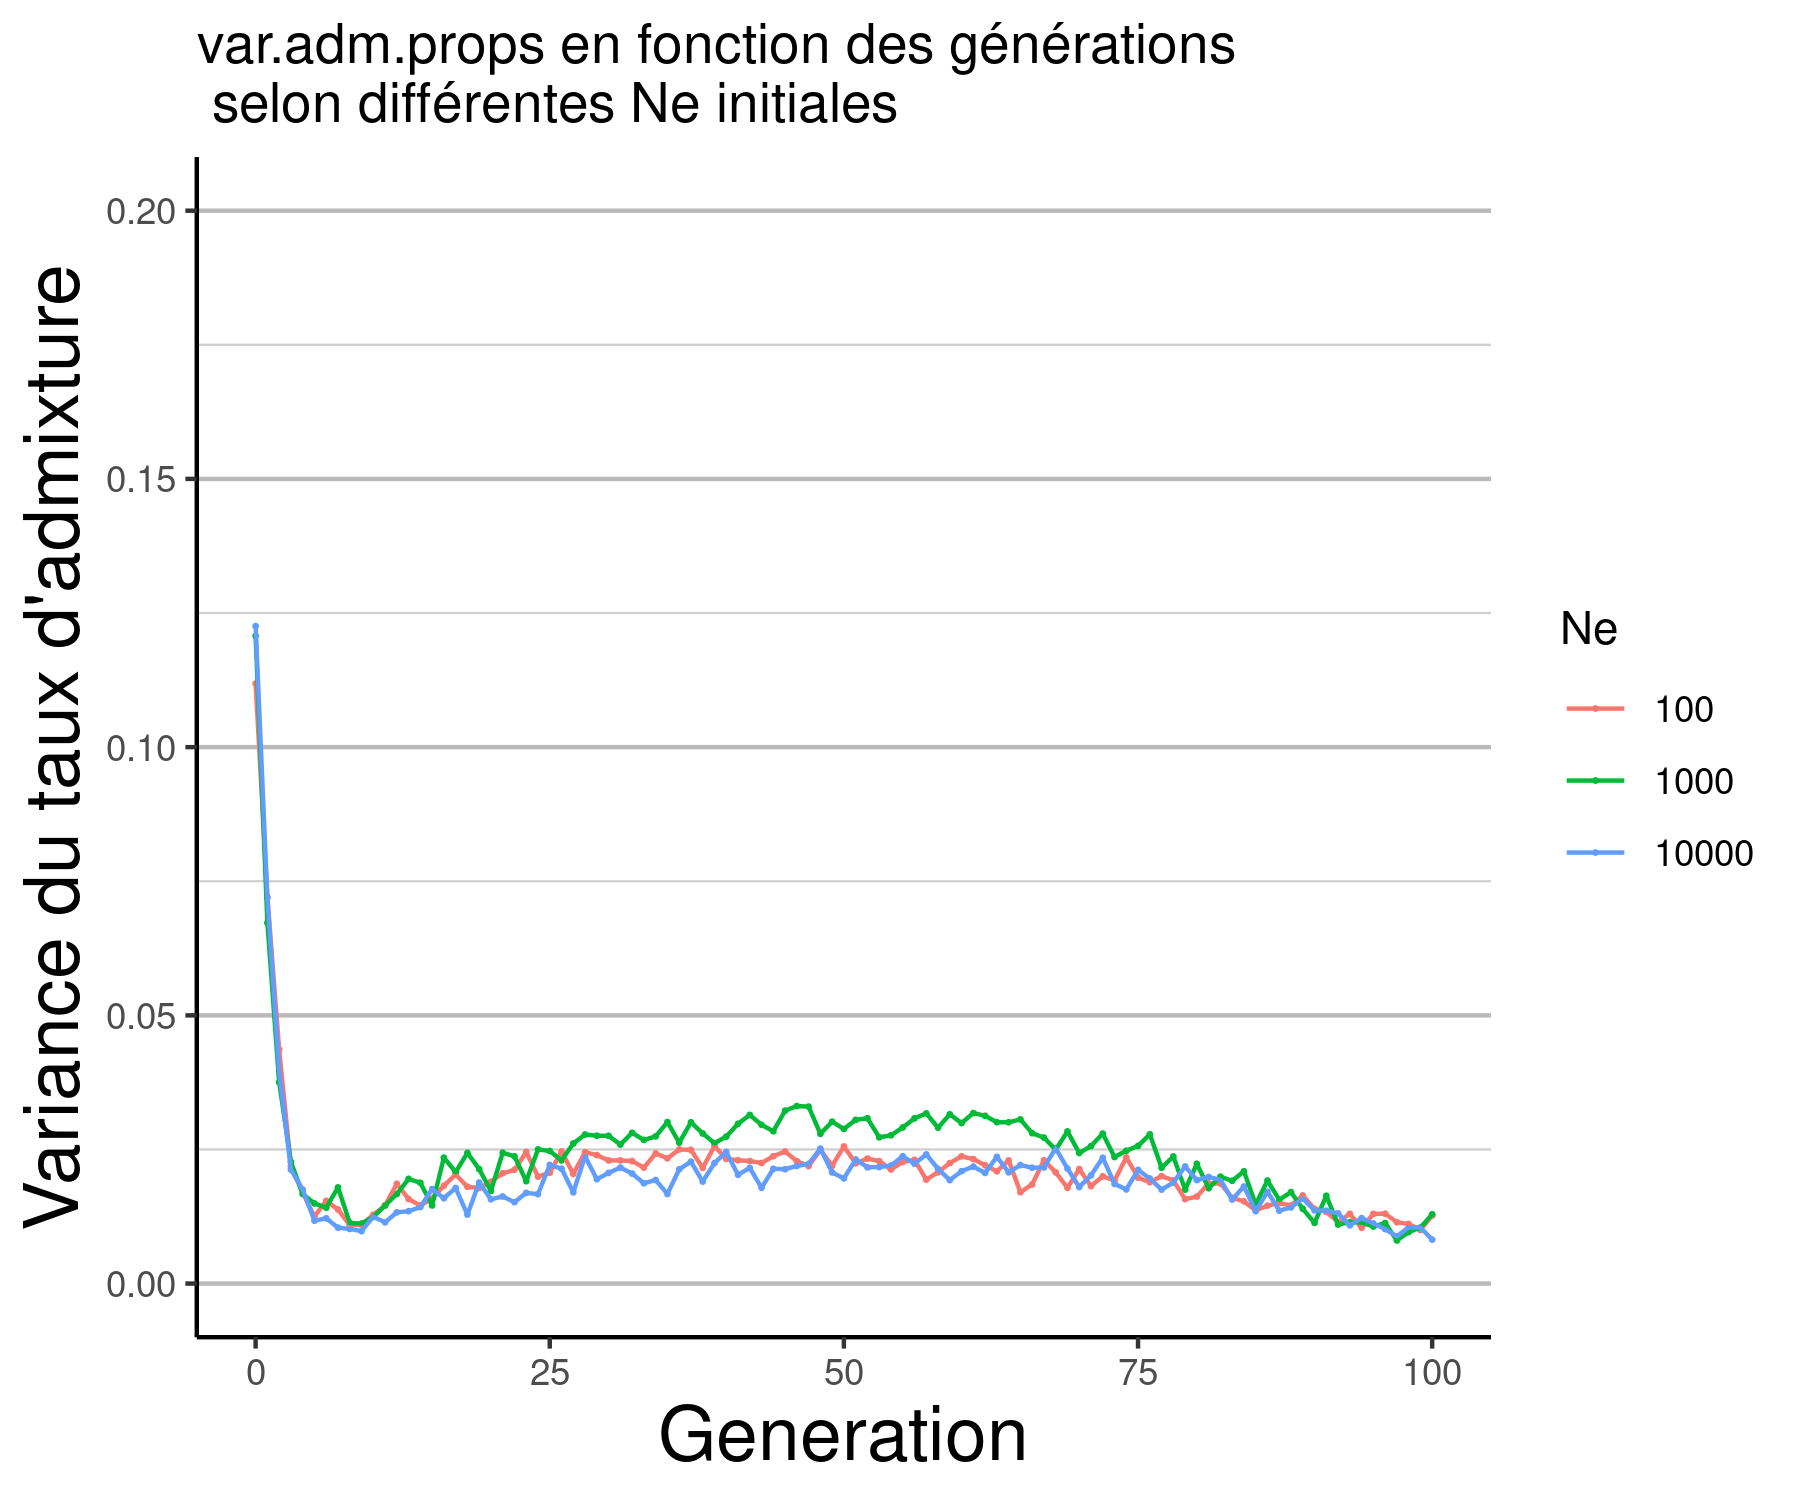 var.adm.props en fonction des générations
selon différentes Ne initiales
Variance du taux d'admixture
0.20
0.15
0.10
0.05
0.00
0
25
50
75
100
Generation
Ne
100
1000
10000